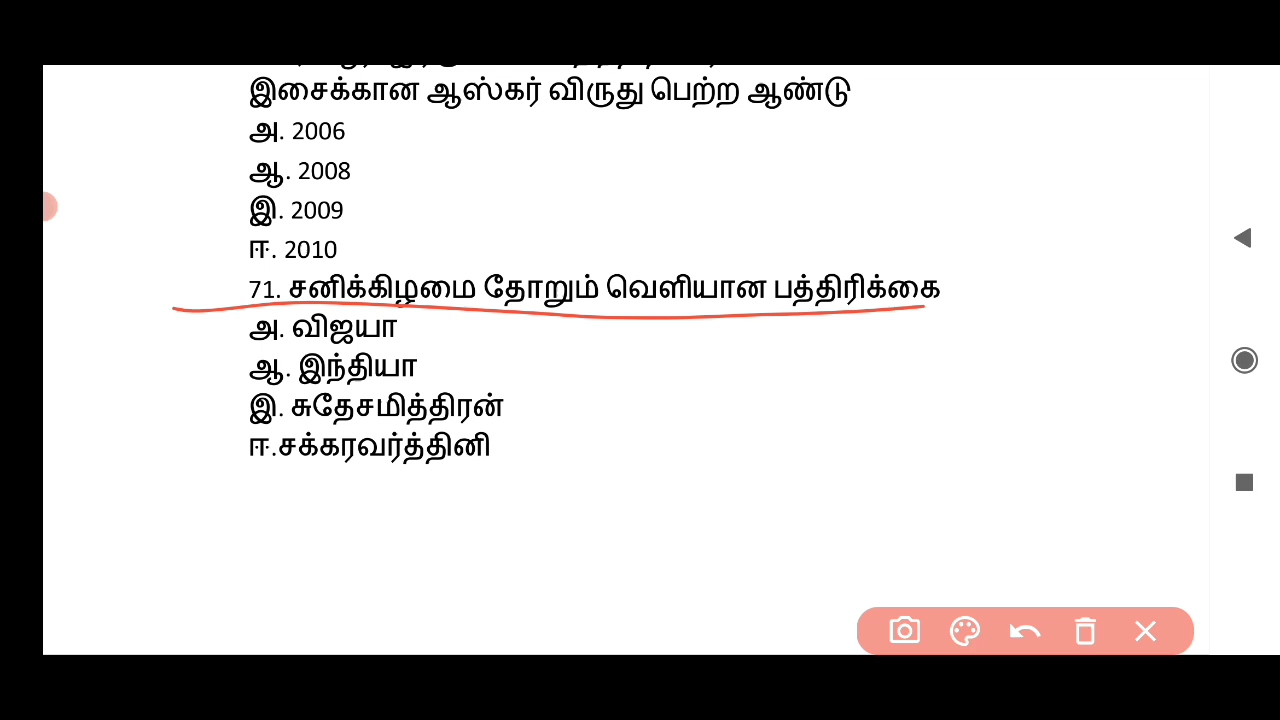 இசைக்கான ஆஸ்கர் விருது பெற்ற ஆண்டு
அ. 2006
ஆ. 2008
இ. 2009
ஈ. 2010
71. சனிக்கிழமை தோறும் வெளியான பத்திரிக்கை
அ. விஜயா
ஆ. இந்தியா
இ. சுதேசமித்திரன்
ஈ.சக்கரவர்த்தினி